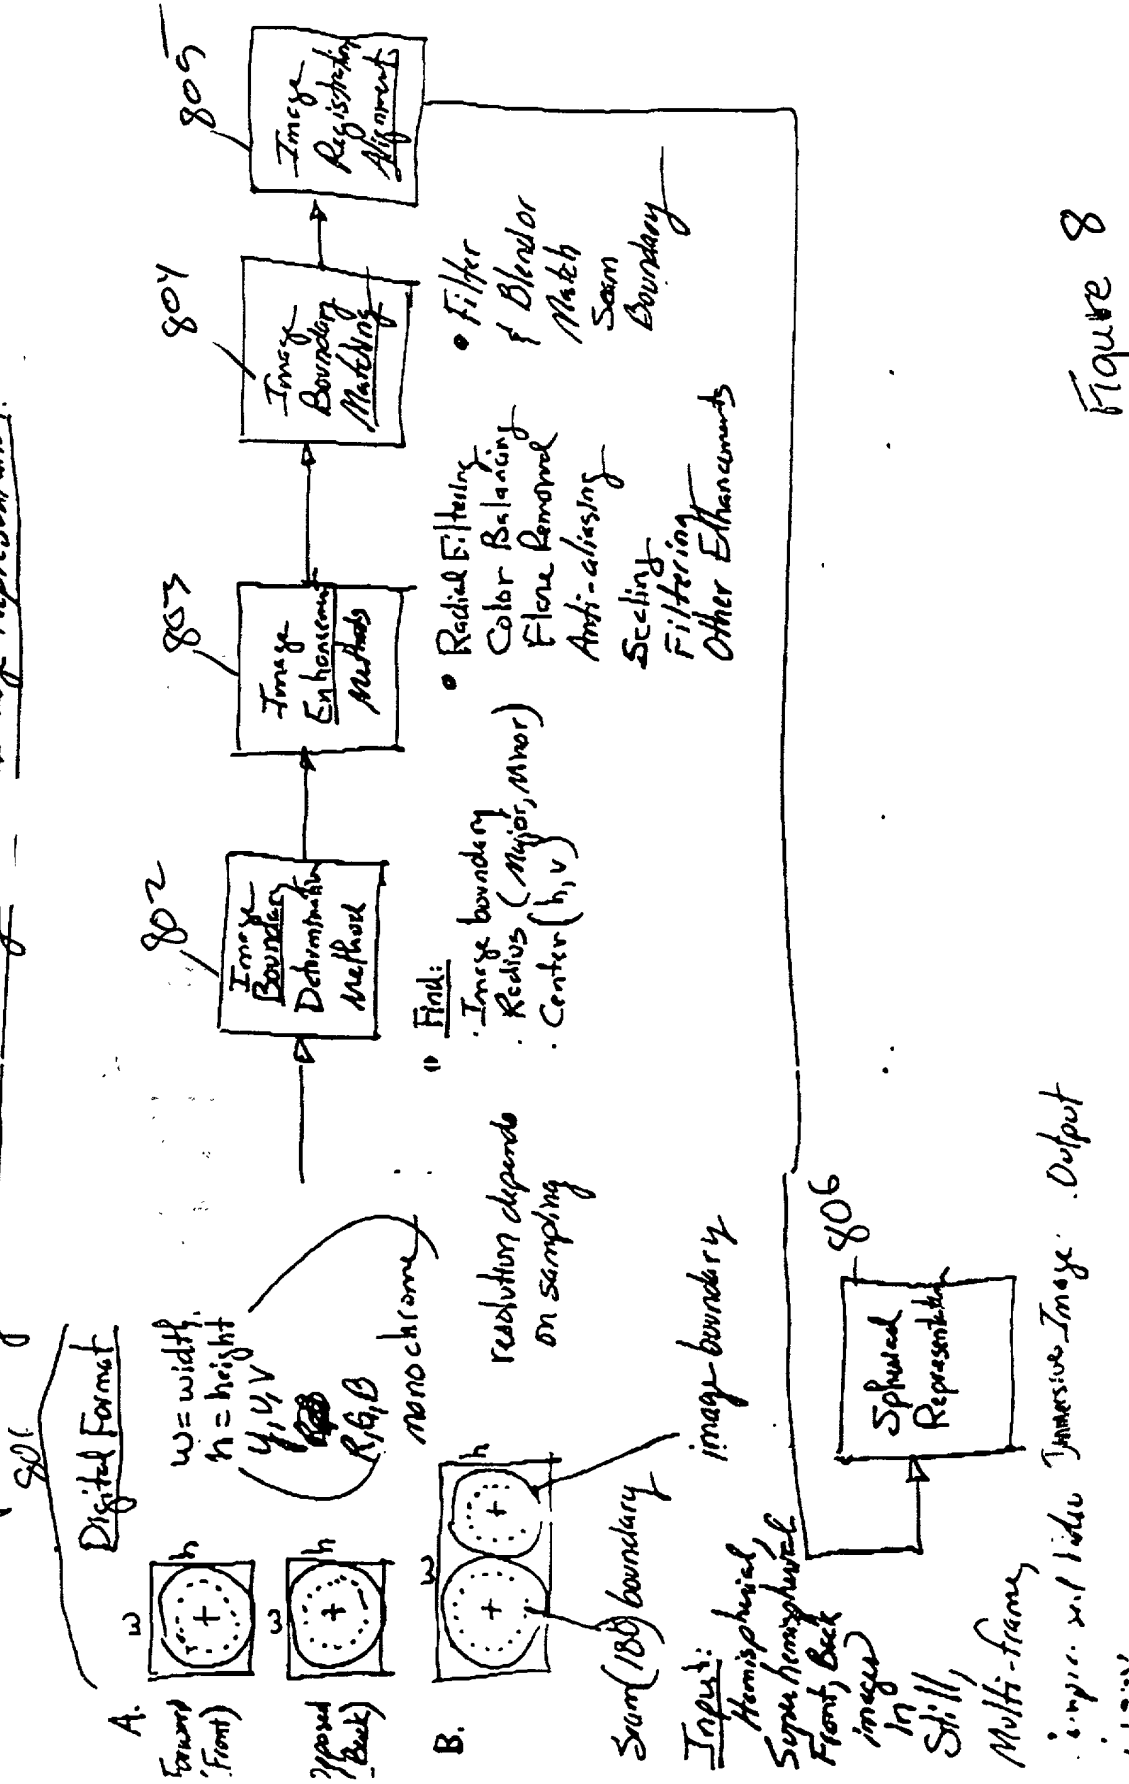 801
Digital Format
A.
Forward
(Front)
w
h
w = width,
h = height
Y, U, V
R, G, B
monochrome
Opposed
(Back)
w
h
B.
w
h
resolution depends
on sampling
Seam (180) boundary
image boundary
802
Image
Boundary
Determination
Method
Find:
. Image boundary
. Radius (Major, Minor)
. Center (h, v)
803
Image
Enhancement
Methods
Radial Filtering
Color Balancing
Flare Removal
Anti-aliasing
Scaling
Filtering
Other Enhancements
804
Image
Boundary
Matching
Filter
& Blend or
Match
Seam
Boundary
805
Image
Registration
Alignment
Input:
Hemispherical,
Super hemispherical
Front, Back
images
In
Still,
Multi-frame,
806
Spherical
Representation
Immersive Image Output
Figure 8